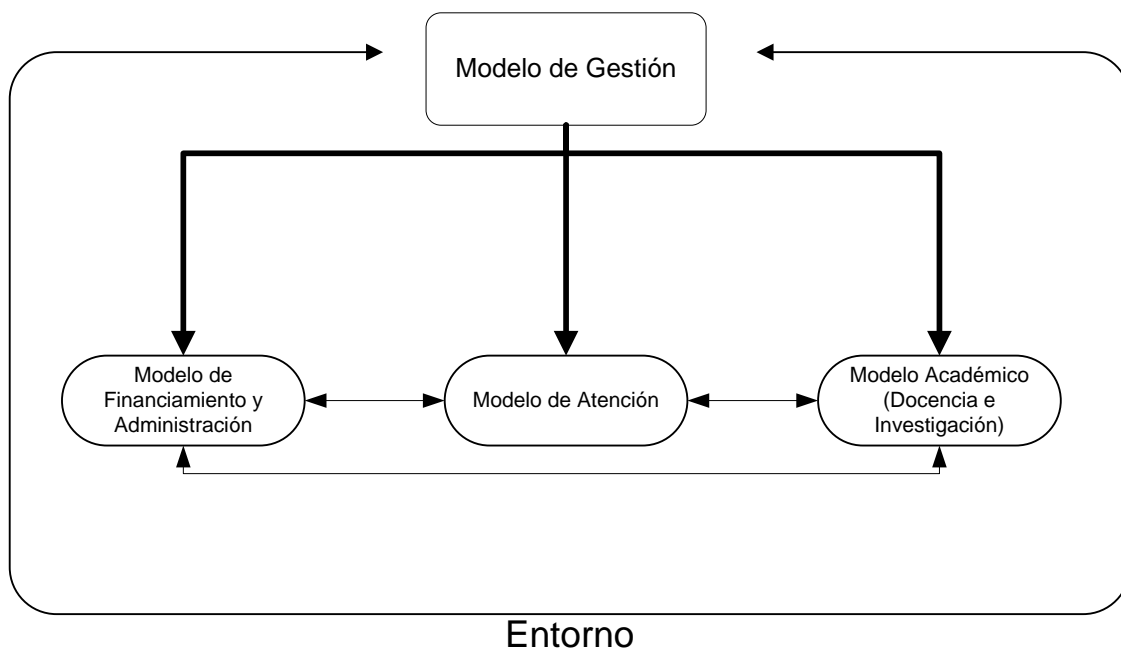 Modelo de Gestión
Modelo de
Financiamiento y
Administración
Modelo de Atención
Modelo Académico
(Docencia e
Investigación)
Entorno